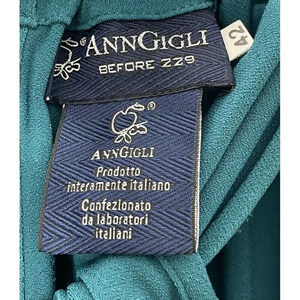 ANNGIGLI
BEFORE 229
42
ANNGIGLI
Prodotto
interamente italiano
Confezionato
da laboratori
italiani